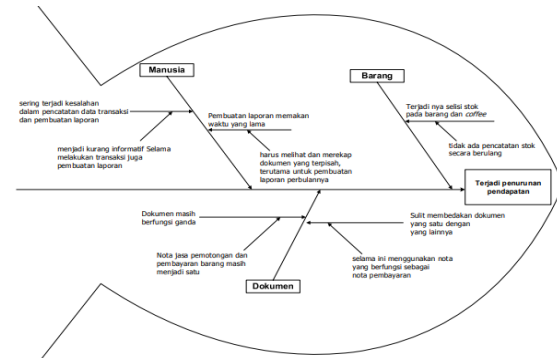 Manusia
Barang
sering terjadi kesalahan
dalam pencatatan data transaksi
dan pembuatan laporan
Pembuatan laporan memakan
waktu yang lama
Terjadi nya selisi stok
pada barang dan coffee
menjadi kurang informatif Selama
melakukan transaksi juga
pembuatan laporan
harus melihat dan merekap
dokumen yang terpisah,
terutama untuk pembuatan
laporan perbulannya
tidak ada pencatatan stok
secara berulang
Terjadi penurunan
pendapatan
Dokumen masih
berfungsi ganda
Sulit membedakan dokumen
yang satu dengan
yang lainnya
Nota jasa pemotongan dan
pembayaran barang masih
menjadi satu
selama ini menggunakan nota
yang berfungsi sebagai
nota pembayaran
Dokumen